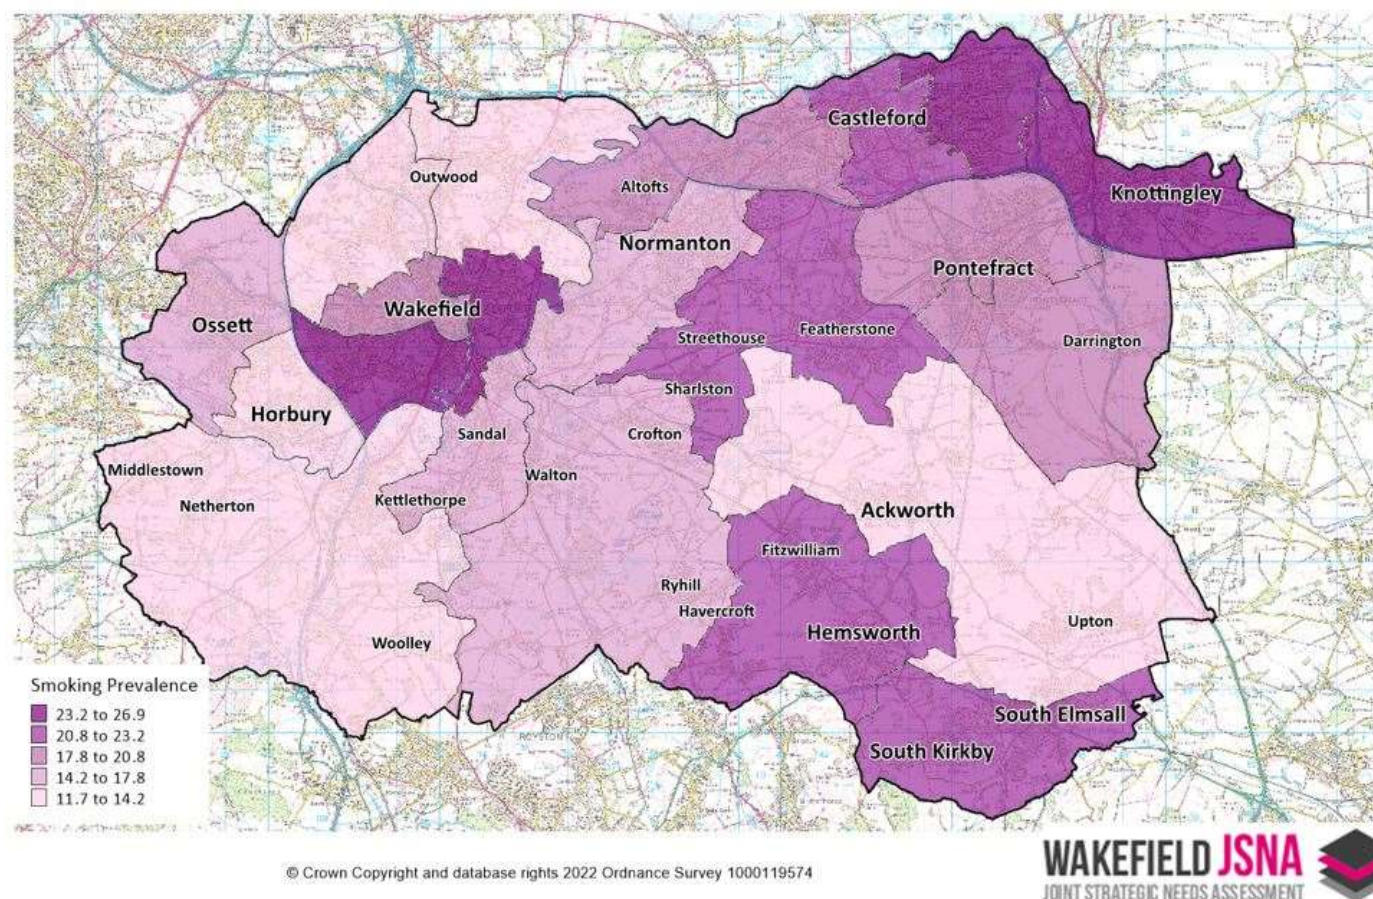 Castleford
Knottingley
Outwood
Altofts
Normanton
Pontefract
Wakefield
Ossett
Streethouse
Featherstone
Darrington
Sharlston
Horbury
Sandal
Crofton
Middlestown
Walton
Netherton
Kettlethorpe
Ackworth
Fitzwilliam
Ryhill
Havercroft
Hemsworth
Upton
Woolley
South Elmsall
South Kirkby
Smoking Prevalence
23.2 to 26.9
20.8 to 23.2
17.8 to 20.8
14.2 to 17.8
11.7 to 14.2
© Crown Copyright and database rights 2022 Ordnance Survey 1000119574
WAKEFIELD JSNA
JOINT STRATEGIC NEEDS ASSESSMENT